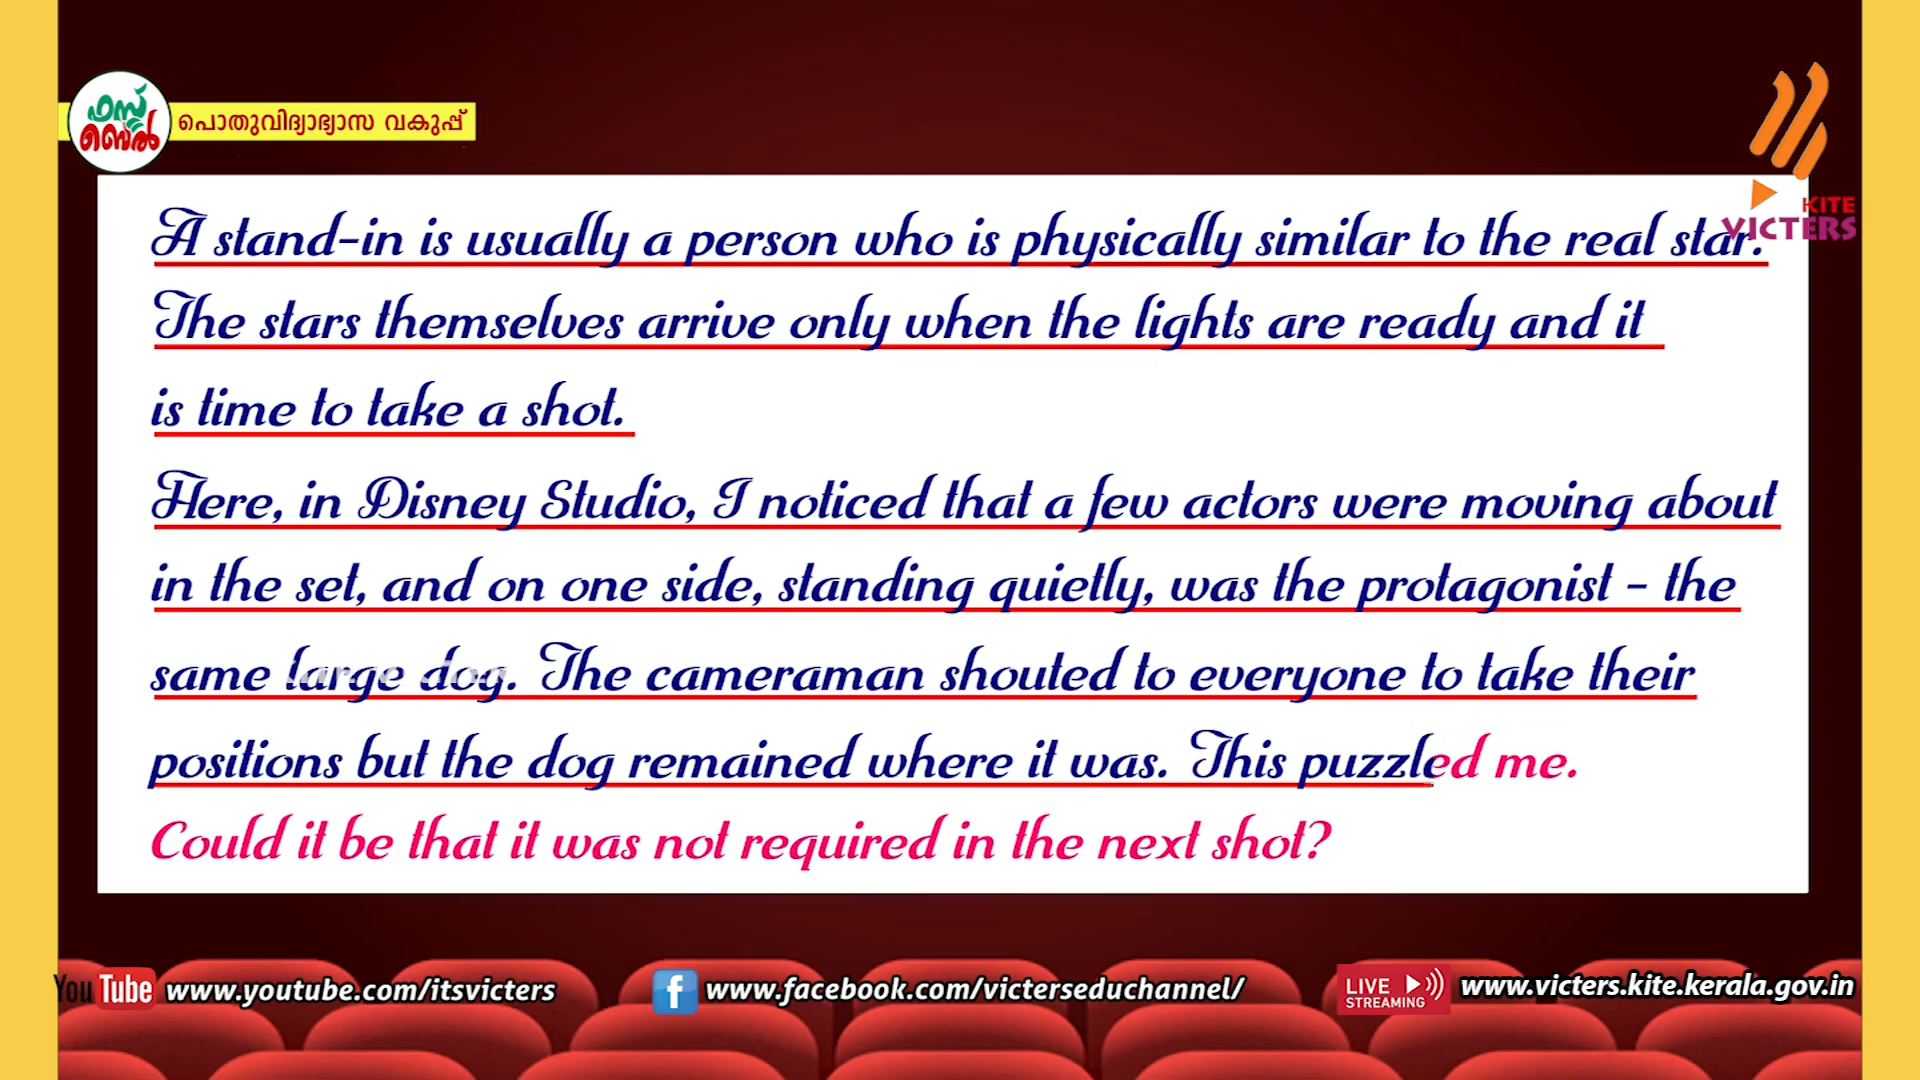 ഫസ്റ്റ്
ബെൽ
പൊതുവിദ്യാഭ്യാസ വകുപ്പ്
KITE
VICTERS
A stand-in is usually a person who is physically similar to the real star.
The stars themselves arrive only when the lights are ready and it
is time to take a shot.
Here, in Disney Studio, I noticed that a few actors were moving about
in the set, and on one side, standing quietly, was the protagonist - the
same large dog. The cameraman shouted to everyone to take their
positions but the dog remained where it was. This puzzled me.
Could it be that it was not required in the next shot?
YouTube www.youtube.com/itsvicters
f www.facebook.com/victerseduchannel/
LIVE STREAMING www.victers.kite.kerala.gov.in